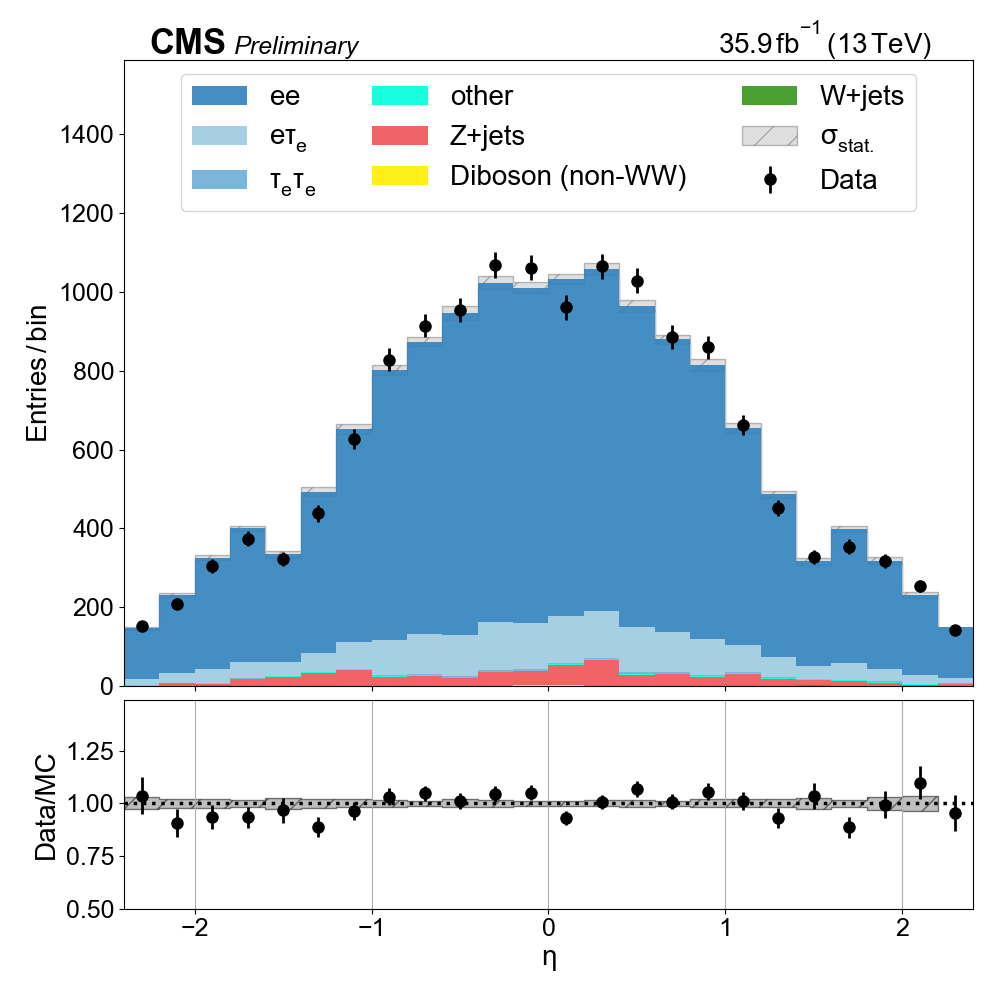 CMS Preliminary 35.9 fb⁻¹ (13 TeV)
ee other W+jets
eτₑ Z+jets σstat.
τₑτₑ Diboson (non-WW) Data
Entries / bin
1400
1200
1000
800
600
400
200
0
Data/MC
1.25
1.00
0.75
0.50
−2 −1 0 1 2
η